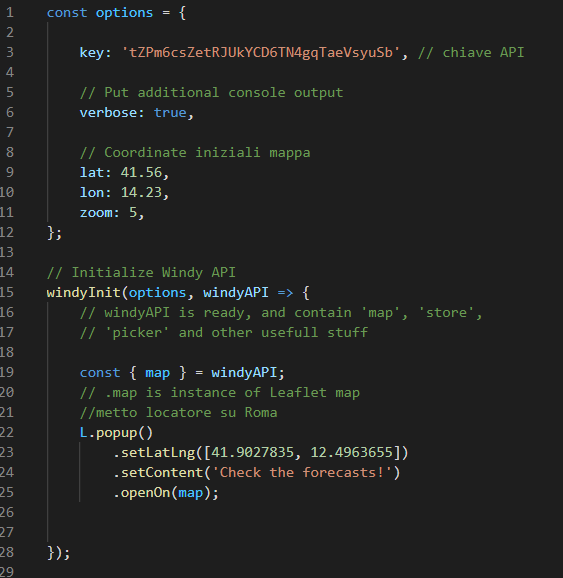 1 const options = {
2
3 key: 'tZPm6csZetRJUkYCD6TN4gqTaeVsyuSb', // chiave API
4
5 // Put additional console output
6 verbose: true,
7
8 // Coordinate iniziali mappa
9 lat: 41.56,
10 lon: 14.23,
11 zoom: 5,
12 };
13
14 // Initialize Windy API
15 windyInit(options, windyAPI => {
16 // windyAPI is ready, and contain 'map', 'store',
17 // 'picker' and other usefull stuff
18
19 const { map } = windyAPI;
20 // .map is instance of Leaflet map
21 //metto locatore su Roma
22 L.popup()
23 .setLatLng([41.9027835, 12.4963655])
24 .setContent('Check the forecasts!')
25 .openOn(map);
26
27
28 });
29